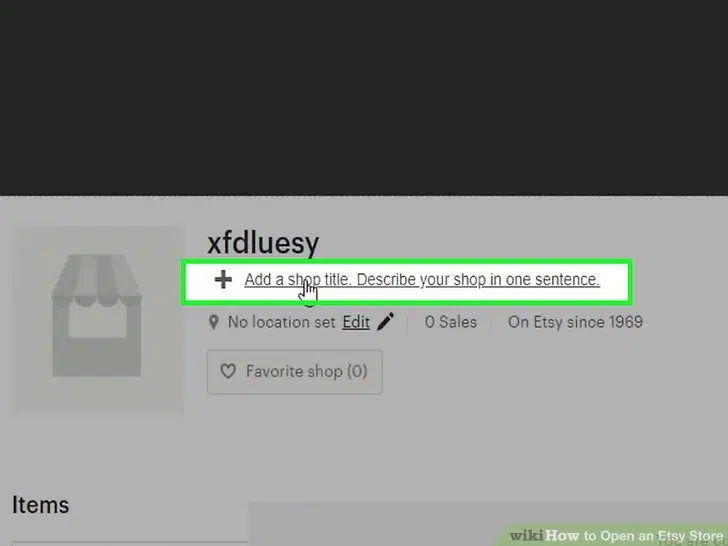 xfdluesy
Add a shop title. Describe your shop in one sentence.
No location set Edit 0 Sales On Etsy since 1969
Favorite shop (0)
Items
wikiHow to Open an Etsy Store